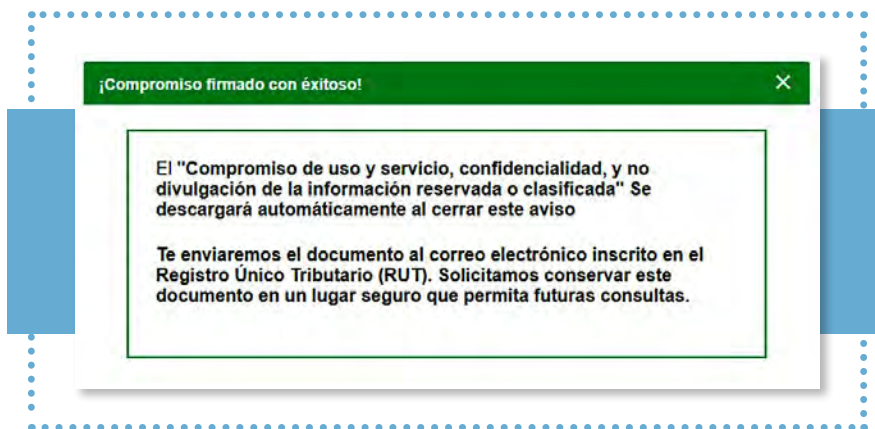 ¡Compromiso firmado con éxitoso!
El "Compromiso de uso y servicio, confidencialidad, y no
divulgación de la información reservada o clasificada" Se
descargará automáticamente al cerrar este aviso
Te enviaremos el documento al correo electrónico inscrito en el
Registro Único Tributario (RUT). Solicitamos conservar este
documento en un lugar seguro que permita futuras consultas.